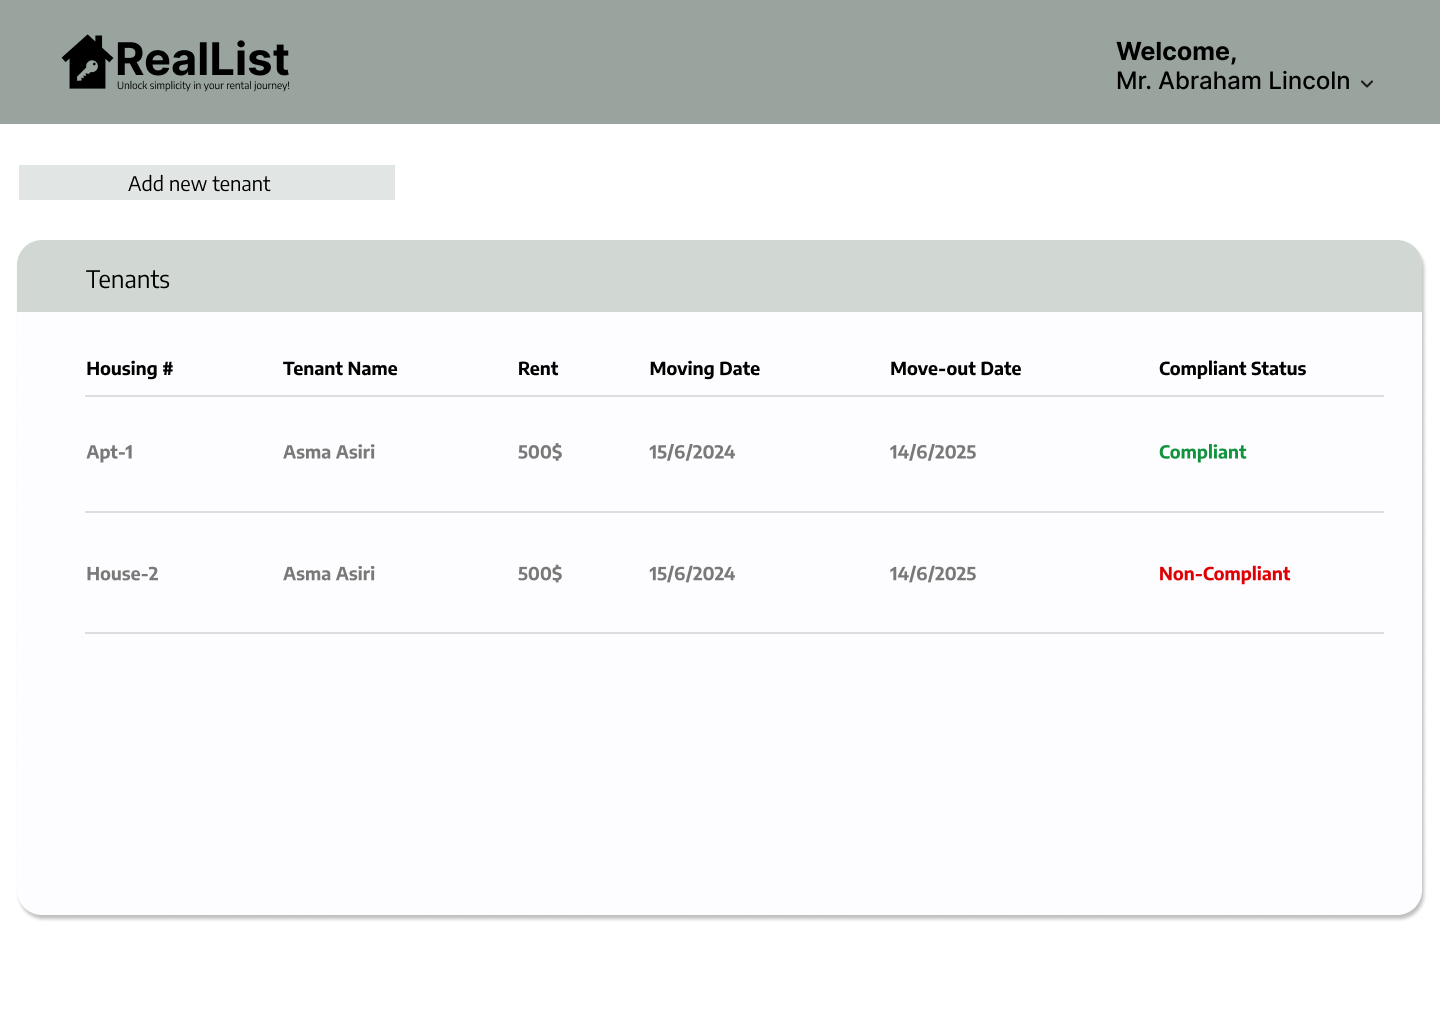 RealList
Unlock simplicity in your rental journey!
Welcome,
Mr. Abraham Lincoln
Add new tenant
Tenants
Housing # Tenant Name Rent Moving Date Move-out Date Compliant Status
Apt-1 Asma Asiri 500$ 15/6/2024 14/6/2025 Compliant
House-2 Asma Asiri 500$ 15/6/2024 14/6/2025 Non-Compliant